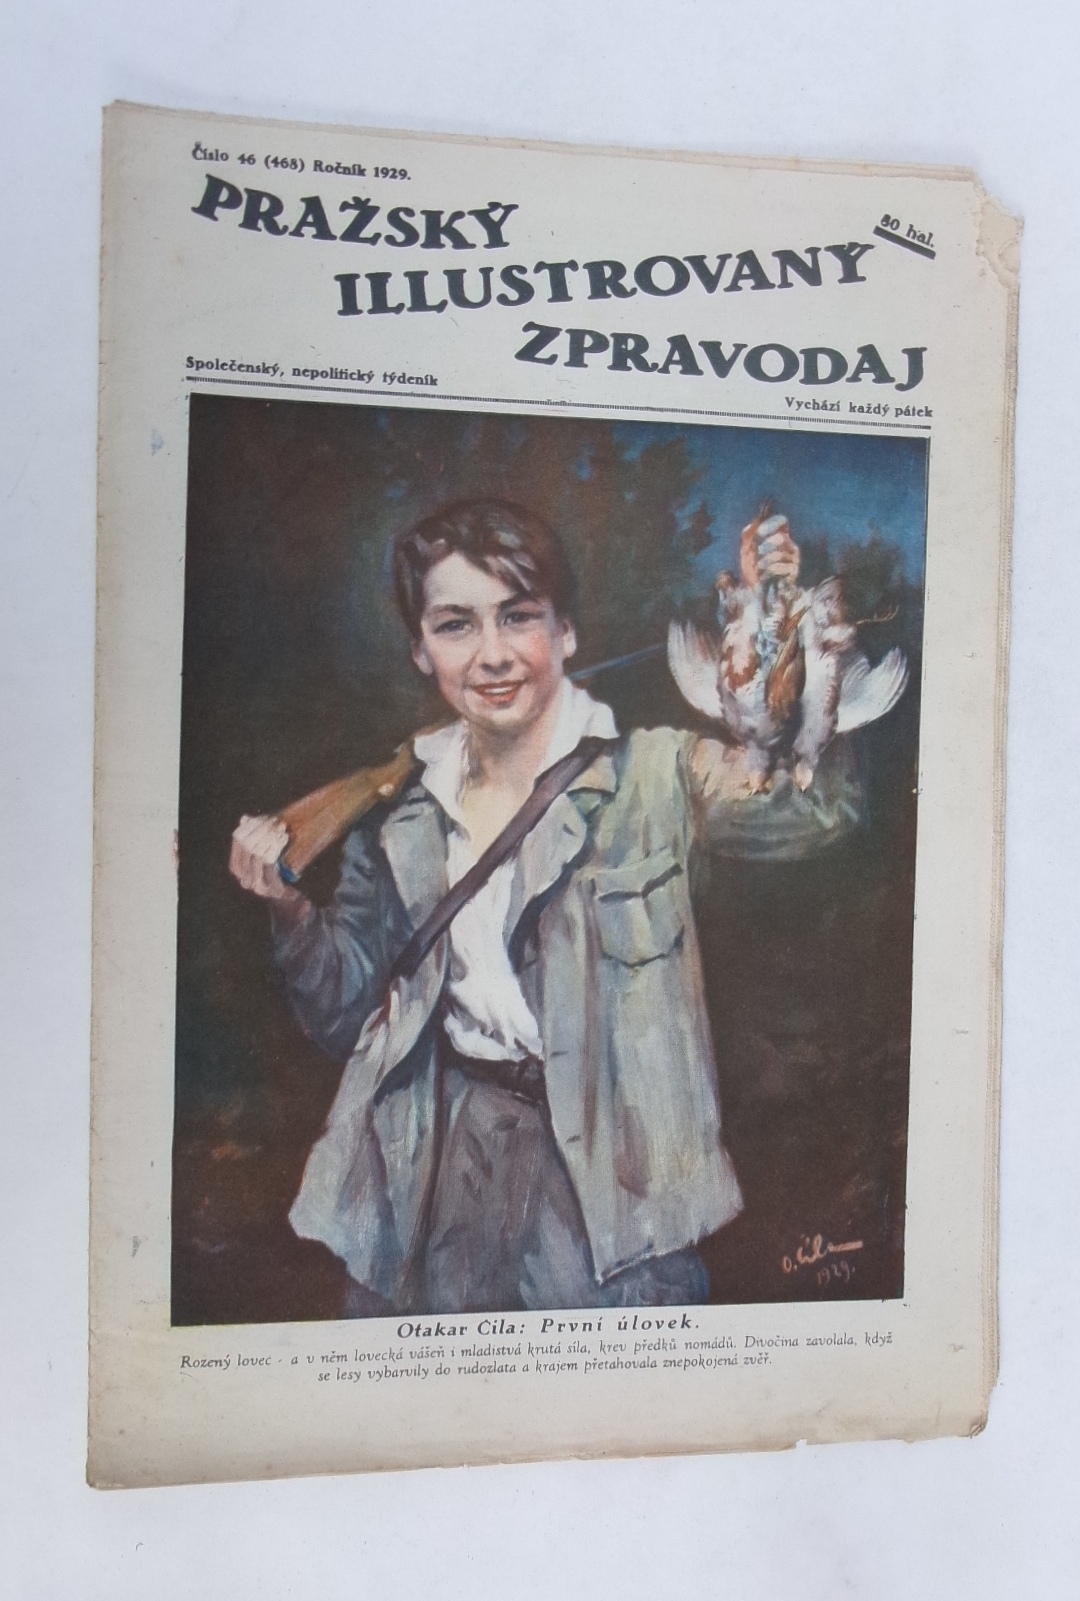 Číslo 46 (468) Ročník 1929.
PRAŽSKÝ
80 hal.
ILLUSTROVANÝ
ZPRAVODAJ
Společenský, nepolitický týdeník
Vychází každý pátek
O. Cila
1929.
Otakar Cila: První úlovek.
Rozený lovec - a v něm lovecká vášeň i mladistvá krutá síla, krev předků nomádů. Divočina zavolala, když
se lesy vybarvily do rudozlata a krajem přetahovala znepokojená zvěř.